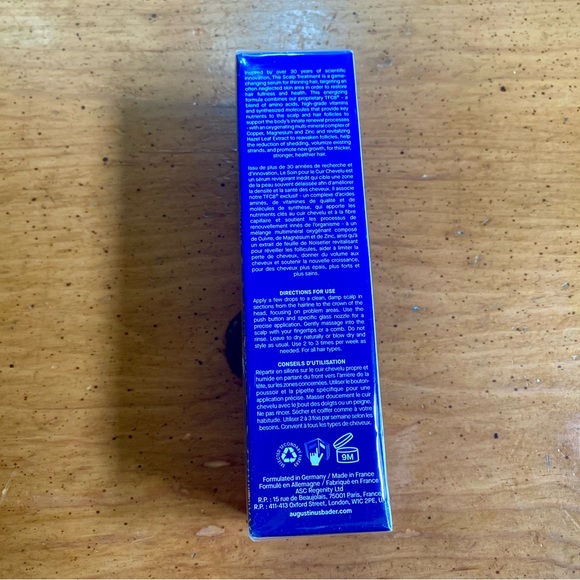 Inspired by over 30 years of scientific
innovation, The Scalp Treatment is a game-
changing serum for thinning hair, targeting an
often neglected skin area in order to restore
hair fullness and health. This energizing
formula combines our proprietary TFC8® - a
blend of amino acids, high-grade vitamins
and synthesized molecules that provide key
nutrients to the scalp and hair follicles to
support the body's innate renewal processes
- with an oxygenating multi-mineral complex of
Copper, Magnesium and Zinc and revitalizing
Hazel Leaf Extract to reawaken follicles, help
the reduction of shedding, volumize existing
strands, and promote new growth, for thicker,
stronger, healthier hair.
Issu de plus de 30 années de recherche et
d'innovation, Le Soin pour le Cuir Chevelu est
un sérum revigorant inédit qui cible une zone
de la peau souvent délaissée afin d'améliorer
la densité et la santé des cheveux. Il associe
notre TFC8® exclusif - un complexe d'acides
aminés, de vitamines de qualité et de
molécules de synthèse, qui apporte les
nutriments clés au cuir chevelu et à la fibre
capillaire et soutient les processus de
renouvellement innés de l'organisme - à un
mélange multiminéral oxygénant composé
de Cuivre, de Magnésium et de Zinc, ainsi qu'à
un extrait de feuille de Noisetier revitalisant
pour réveiller les follicules, aider à limiter la
perte de cheveux, donner du volume aux
cheveux et soutenir la nouvelle croissance,
pour des cheveux plus épais, plus forts et
plus sains.
DIRECTIONS FOR USE
Apply a few drops to a clean, damp scalp in
sections from the hairline to the crown of the
head, focusing on problem areas. Use the
push button and specific glass nozzle for a
precise application. Gently massage into the
scalp with your fingertips or a comb. Do not
rinse. Leave to dry naturally or blow dry and
style as usual. Use 2 to 3 times per week as
needed. For all hair types.
CONSEILS D'UTILISATION
Répartir en sillons sur le cuir chevelu propre et
humide en partant du front vers l'arrière de la
tête, sur les zones concernées. Utiliser le bouton-
poussoir et la pipette spécifique pour une
application précise. Masser doucement le cuir
chevelu avec le bout des doigts ou un peigne.
Ne pas rincer. Sécher et coiffer comme à votre
habitude. Utiliser 2 à 3 fois par semaine selon les
besoins. Convient à tous les types de cheveux.
9M
Formulated in Germany / Made in France
Formulé en Allemagne / Fabriqué en France
ASC Regenity Ltd
R.P. : 15 rue de Beaujolais, 75001 Paris, France
R.P. : 411-413 Oxford Street, London, W1C 2PE, U
augustinusbader.com